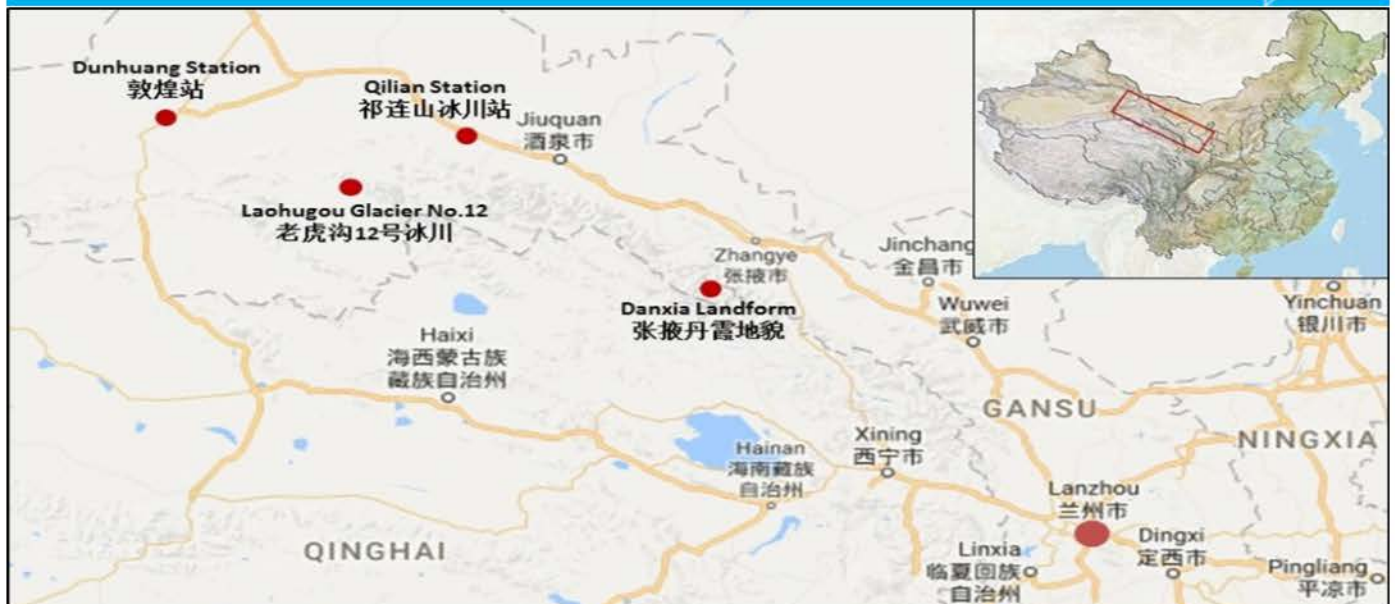 Dunhuang Station
敦煌站
Qilian Station
祁连山冰川站
Jiuquan
酒泉市
Laohugou Glacier No.12
老虎沟12号冰川
Zhangye
张掖市
Jinchang
金昌市
Danxia Landform
张掖丹霞地貌
Wuwei
武威市
Yinchuan
银川市
Haixi
海西蒙古族
藏族自治州
GANSU
Xining
西宁市
NINGXIA
Hainan
海南藏族
自治州
Lanzhou
兰州市
QINGHAI
Dingxi
定西市
Linxia
临夏回族
自治州
Pingliang
平凉市